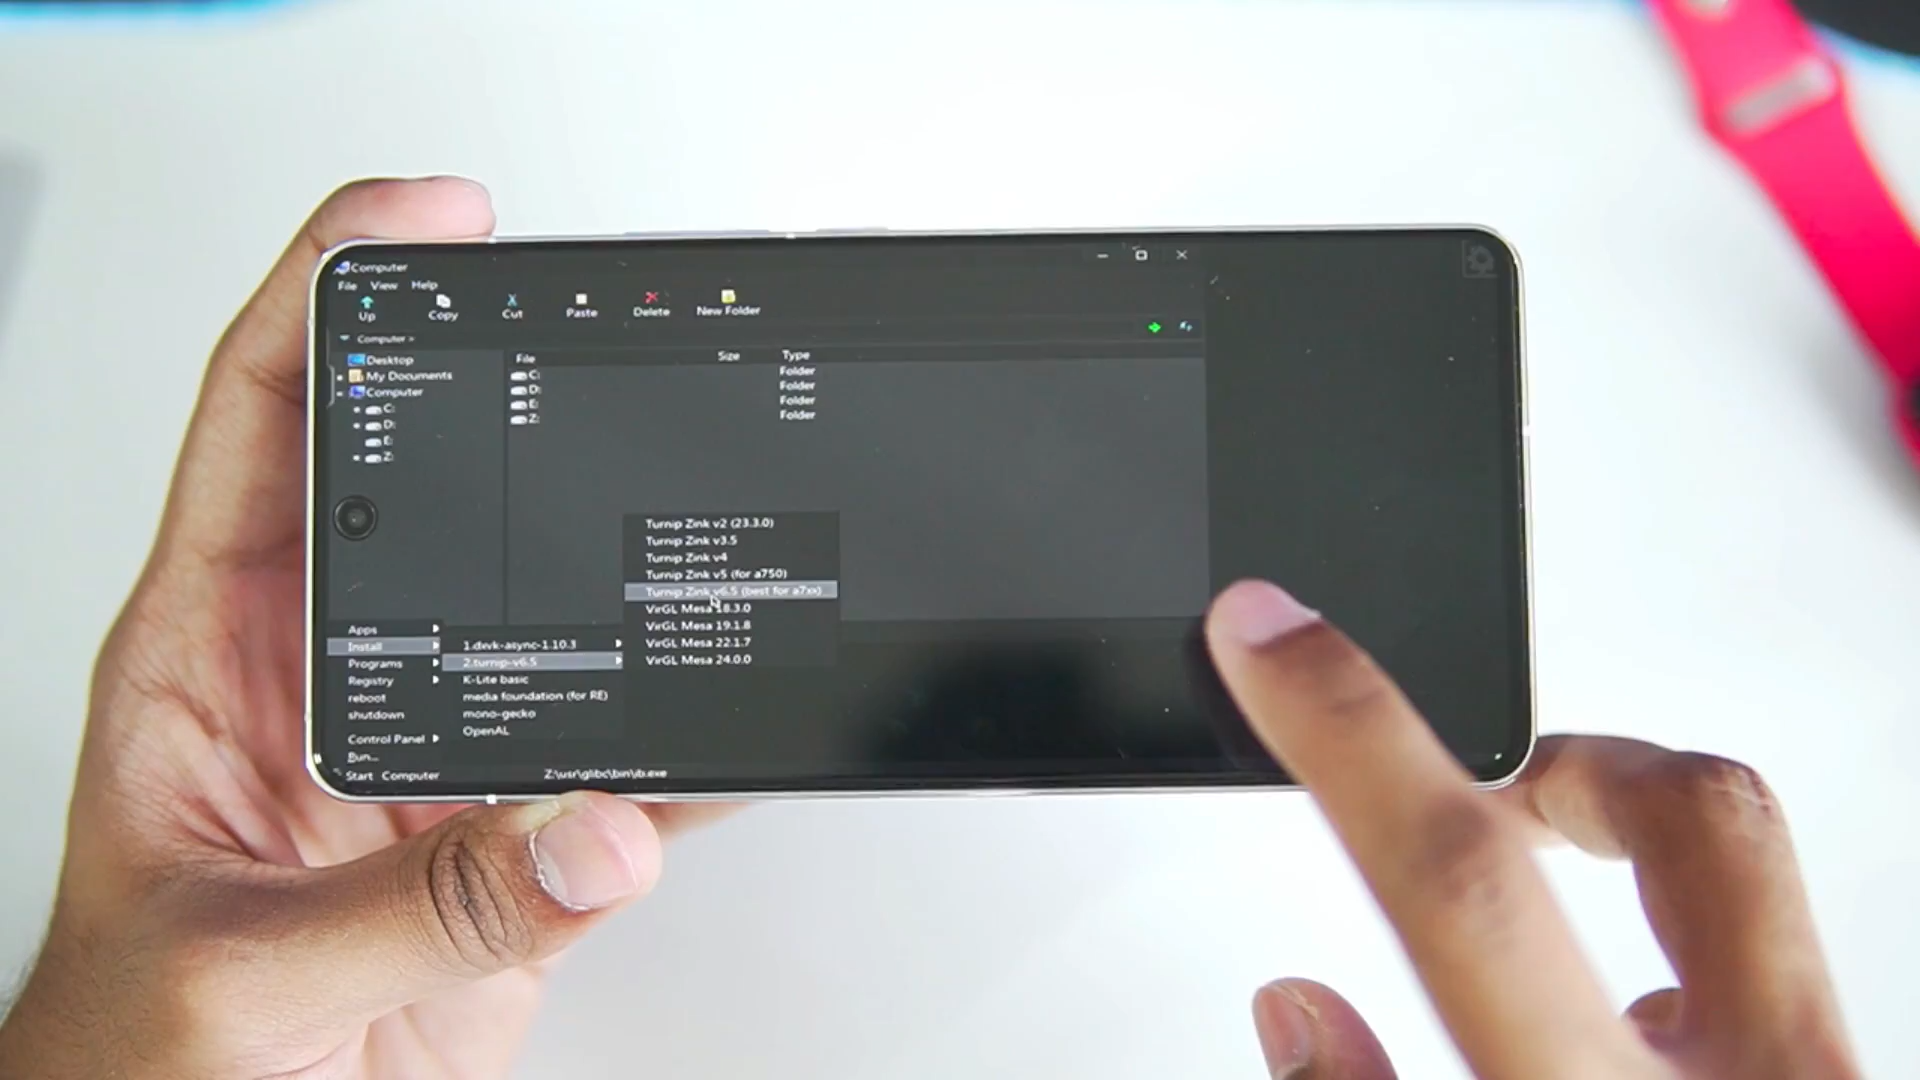 Computer
File View Help
Up Copy Cut Paste Delete New Folder
Computer >
Desktop
My Documents
Computer
C:
D:
E:
Z:
File Size Type
C: Folder
D: Folder
E: Folder
Z: Folder
Turnip Zink v2 (23.3.0)
Turnip Zink v3.5
Turnip Zink v4
Turnip Zink v5 (for a750)
Turnip Zink v6.5 (best for a7xx)
VirGL Mesa 18.3.0
VirGL Mesa 19.1.8
VirGL Mesa 22.1.7
VirGL Mesa 24.0.0
Apps
Install
Programs
Registry
reboot
shutdown
Control Panel
Run...
1.dxvk-async-1.10.3
2.turnip-v6.5
K-Lite basic
media foundation (for RE)
mono-gecko
OpenAL
Start Computer Z:\usr\glibc\bin\ib.exe